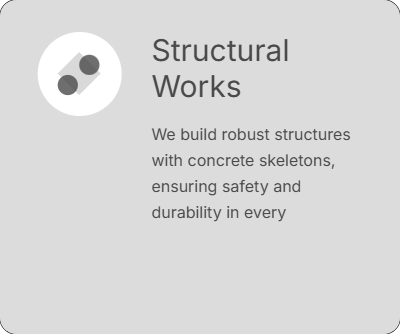 Structural
Works
We build robust structures
with concrete skeletons,
ensuring safety and
durability in every